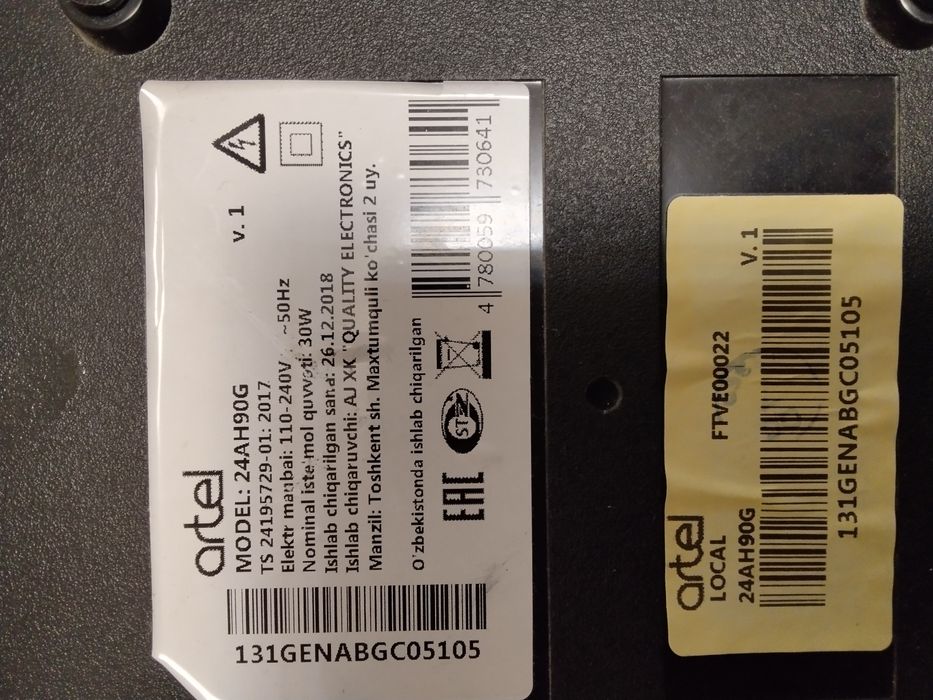 artel
v. 1
MODEL: 24AH90G
TS 24195729-01: 2017
Elektr manbai: 110-240V ~50Hz
Nominal iste'mol quvvati: 30W
Ishlab chiqarilgan sana: 26.12.2018
Ishlab chiqaruvchi: AJ XK "QUALITY ELECTRONICS"
Manzil: Toshkent sh. Maxtumquli ko'chasi 2 uy.
O'zbekistonda ishlab chiqarilgan
EAC
STZ
4 780059 730641
131GENABGC05105
artel
LOCAL FTVE00022
24AH90G V. 1
131GENABGC05105